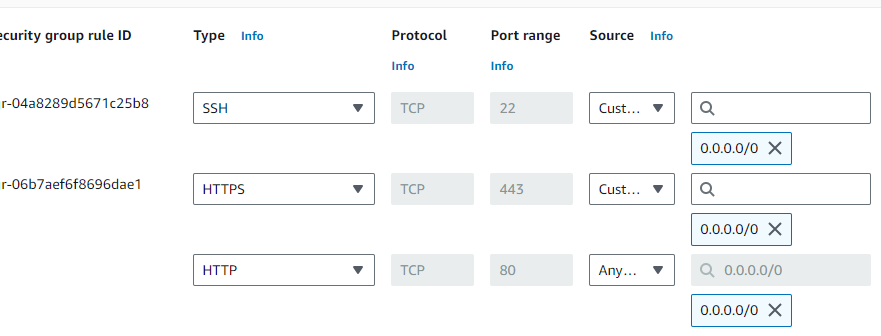 ecurity group rule ID Type Info Protocol Port range Source Info
Info Info
r-04a8289d5671c25b8 SSH TCP 22 Cust...
0.0.0.0/0
r-06b7aef6f8696dae1 HTTPS TCP 443 Cust...
0.0.0.0/0
HTTP TCP 80 Any... 0.0.0.0/0
0.0.0.0/0